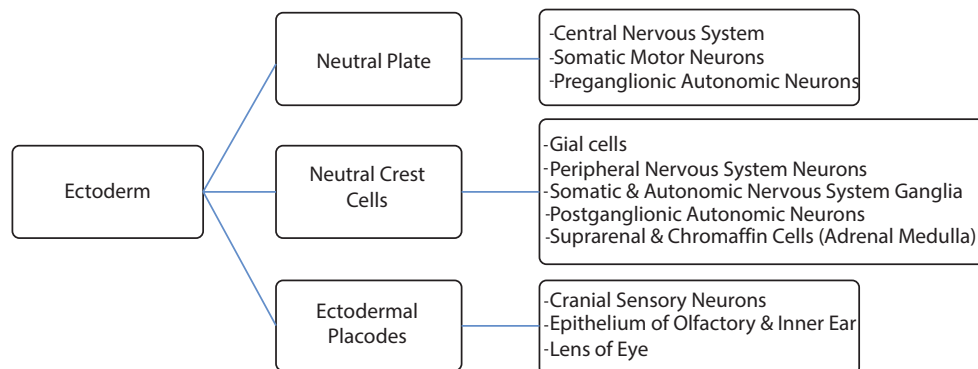 Ectoderm
Neutral Plate
-Central Nervous System
-Somatic Motor Neurons
-Preganglionic Autonomic Neurons
Neutral Crest
Cells
-Gial cells
-Peripheral Nervous System Neurons
-Somatic & Autonomic Nervous System Ganglia
-Postganglionic Autonomic Neurons
-Suprarenal & Chromaffin Cells (Adrenal Medulla)
Ectodermal
Placodes
-Cranial Sensory Neurons
-Epithelium of Olfactory & Inner Ear
-Lens of Eye